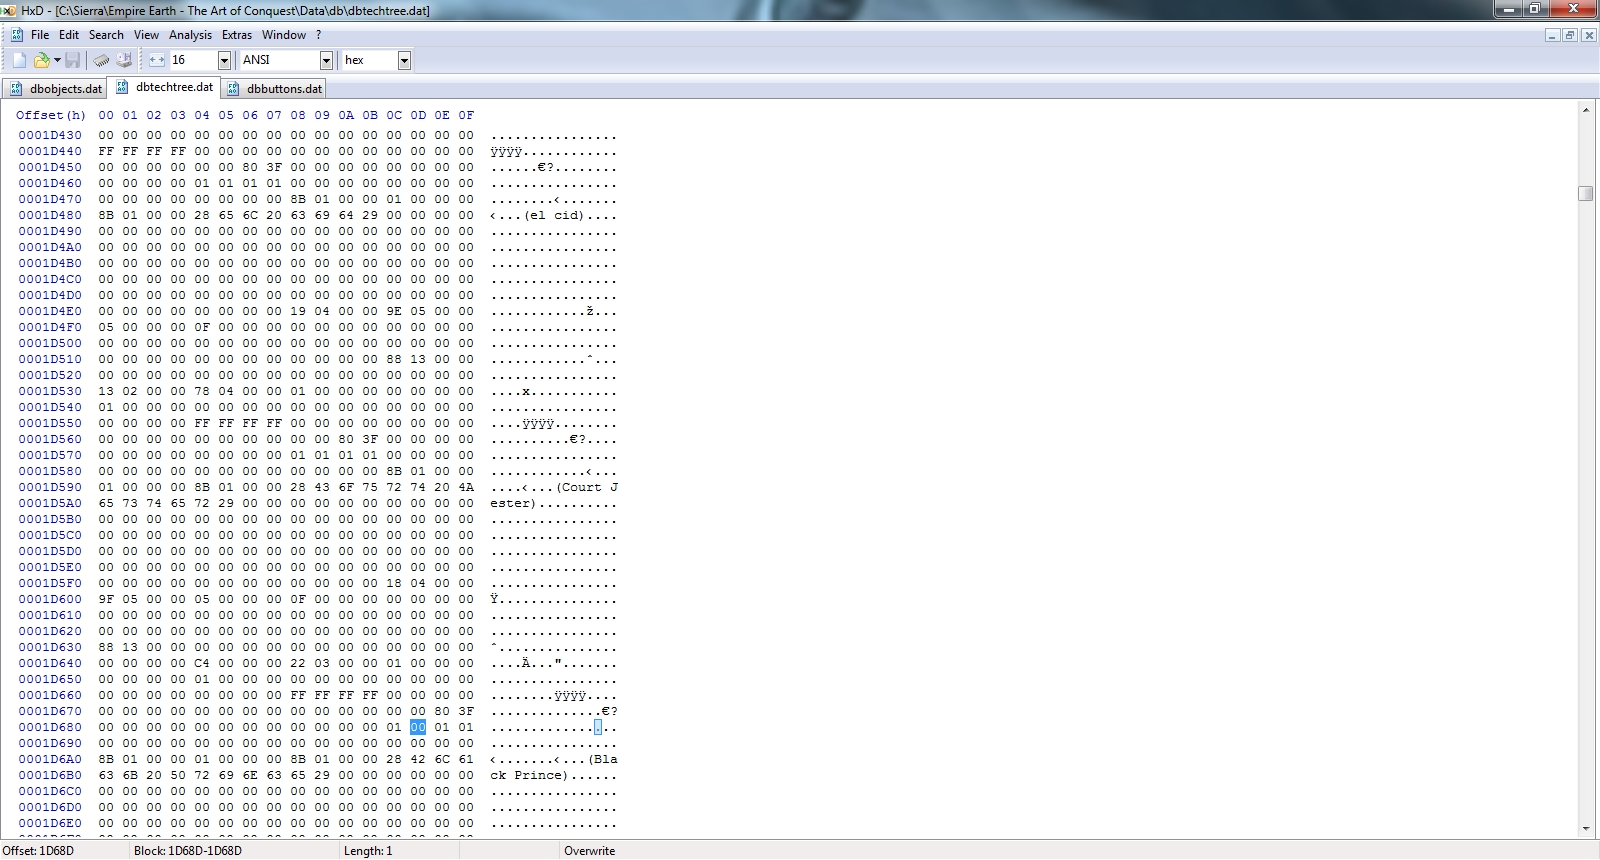 HxD - [C:\Sierra\Empire Earth - The Art of Conquest\Data\db\dbtechtree.dat]
File Edit Search View Analysis Extras Window ?
16 ANSI hex
dbobjects.dat dbtechtree.dat dbbuttons.dat
Offset(h) 00 01 02 03 04 05 06 07 08 09 0A 0B 0C 0D 0E 0F
0001D430 00 00 00 00 00 00 00 00 00 00 00 00 00 00 00 00 ................
0001D440 FF FF FF FF 00 00 00 00 00 00 00 00 00 00 00 00 ÿÿÿÿ............
0001D450 00 00 00 00 00 00 80 3F 00 00 00 00 00 00 00 00 ......€?........
0001D460 00 00 00 00 01 01 01 01 00 00 00 00 00 00 00 00 ................
0001D470 00 00 00 00 00 00 00 00 8B 01 00 00 01 00 00 00 ........‹.......
0001D480 8B 01 00 00 28 65 6C 20 63 69 64 29 00 00 00 00 ‹...(el cid)....
0001D490 00 00 00 00 00 00 00 00 00 00 00 00 00 00 00 00 ................
0001D4A0 00 00 00 00 00 00 00 00 00 00 00 00 00 00 00 00 ................
0001D4B0 00 00 00 00 00 00 00 00 00 00 00 00 00 00 00 00 ................
0001D4C0 00 00 00 00 00 00 00 00 00 00 00 00 00 00 00 00 ................
0001D4D0 00 00 00 00 00 00 00 00 00 00 00 00 00 00 00 00 ................
0001D4E0 00 00 00 00 00 00 00 00 19 04 00 00 9E 05 00 00 ............ž...
0001D4F0 05 00 00 00 0F 00 00 00 00 00 00 00 00 00 00 00 ................
0001D500 00 00 00 00 00 00 00 00 00 00 00 00 00 00 00 00 ................
0001D510 00 00 00 00 00 00 00 00 00 00 00 00 88 13 00 00 ............ˆ...
0001D520 00 00 00 00 00 00 00 00 00 00 00 00 00 00 00 00 ................
0001D530 13 02 00 00 78 04 00 00 01 00 00 00 00 00 00 00 ....x...........
0001D540 01 00 00 00 00 00 00 00 00 00 00 00 00 00 00 00 ................
0001D550 00 00 00 00 FF FF FF FF 00 00 00 00 00 00 00 00 ....ÿÿÿÿ........
0001D560 00 00 00 00 00 00 00 00 00 00 80 3F 00 00 00 00 ..........€?....
0001D570 00 00 00 00 00 00 00 00 01 01 01 01 00 00 00 00 ................
0001D580 00 00 00 00 00 00 00 00 00 00 00 00 8B 01 00 00 ............‹...
0001D590 01 00 00 00 8B 01 00 00 28 43 6F 75 72 74 20 4A ....‹...(Court J
0001D5A0 65 73 74 65 72 29 00 00 00 00 00 00 00 00 00 00 ester)..........
0001D5B0 00 00 00 00 00 00 00 00 00 00 00 00 00 00 00 00 ................
0001D5C0 00 00 00 00 00 00 00 00 00 00 00 00 00 00 00 00 ................
0001D5D0 00 00 00 00 00 00 00 00 00 00 00 00 00 00 00 00 ................
0001D5E0 00 00 00 00 00 00 00 00 00 00 00 00 00 00 00 00 ................
0001D5F0 00 00 00 00 00 00 00 00 00 00 00 00 18 04 00 00 ................
0001D600 9F 05 00 00 05 00 00 00 0F 00 00 00 00 00 00 00 Ÿ...............
0001D610 00 00 00 00 00 00 00 00 00 00 00 00 00 00 00 00 ................
0001D620 00 00 00 00 00 00 00 00 00 00 00 00 00 00 00 00 ................
0001D630 88 13 00 00 00 00 00 00 00 00 00 00 00 00 00 00 ˆ...............
0001D640 00 00 00 00 C4 00 00 00 22 03 00 00 01 00 00 00 ....Ä...".......
0001D650 00 00 00 00 01 00 00 00 00 00 00 00 00 00 00 00 ................
0001D660 00 00 00 00 00 00 00 00 FF FF FF FF 00 00 00 00 ........ÿÿÿÿ....
0001D670 00 00 00 00 00 00 00 00 00 00 00 00 00 00 80 3F ..............€?
0001D680 00 00 00 00 00 00 00 00 00 00 00 00 01 00 01 01 ................
0001D690 00 00 00 00 00 00 00 00 00 00 00 00 00 00 00 00 ................
0001D6A0 8B 01 00 00 01 00 00 00 8B 01 00 00 28 42 6C 61 ‹.......‹...(Bla
0001D6B0 63 6B 20 50 72 69 6E 63 65 29 00 00 00 00 00 00 ck Prince)......
0001D6C0 00 00 00 00 00 00 00 00 00 00 00 00 00 00 00 00 ................
0001D6D0 00 00 00 00 00 00 00 00 00 00 00 00 00 00 00 00 ................
0001D6E0 00 00 00 00 00 00 00 00 00 00 00 00 00 00 00 00 ................
Offset: 1D68D Block: 1D68D-1D68D Length: 1 Overwrite